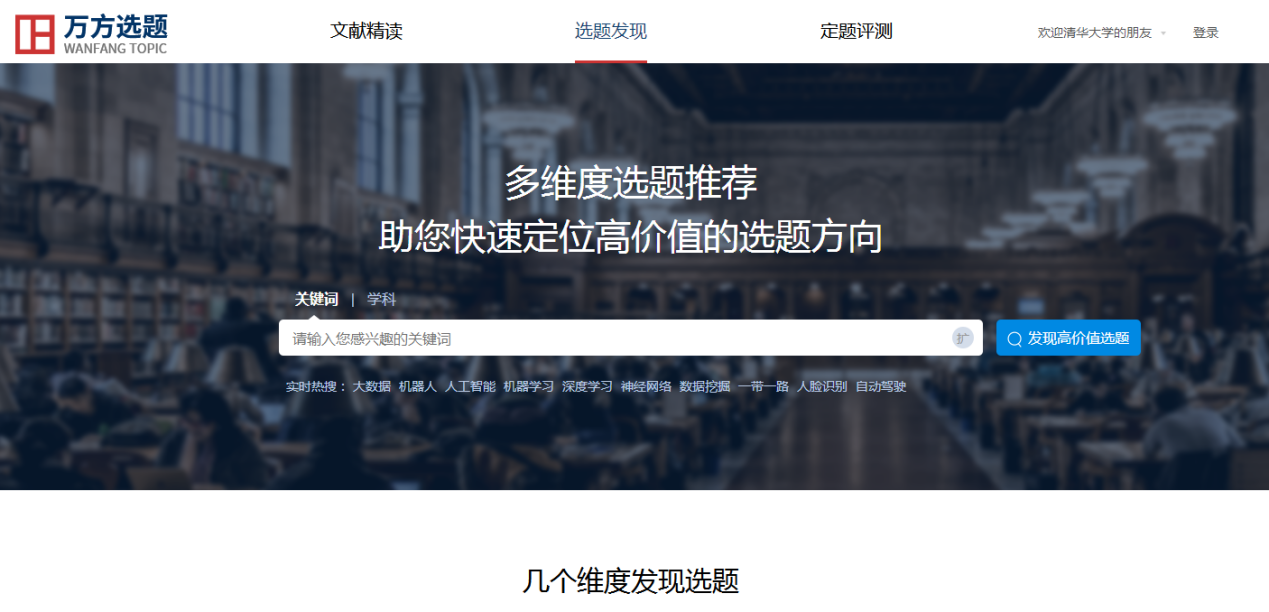 万方选题
WANFANG TOPIC
文献精读 选题发现 定题评测 欢迎清华大学的朋友 登录
多维度选题推荐
助您快速定位高价值的选题方向
关键词 | 学科
请输入您感兴趣的关键词 扩 发现高价值选题
实时热搜： 大数据 机器人 人工智能 机器学习 深度学习 神经网络 数据挖掘 一带一路 人脸识别 自动驾驶
几个维度发现选题